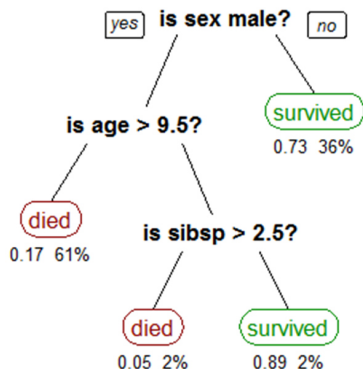 yes is sex male? no
is age > 9.5?
survived
0.73 36%
died
0.17 61%
is sibsp > 2.5?
died survived
0.05 2% 0.89 2%